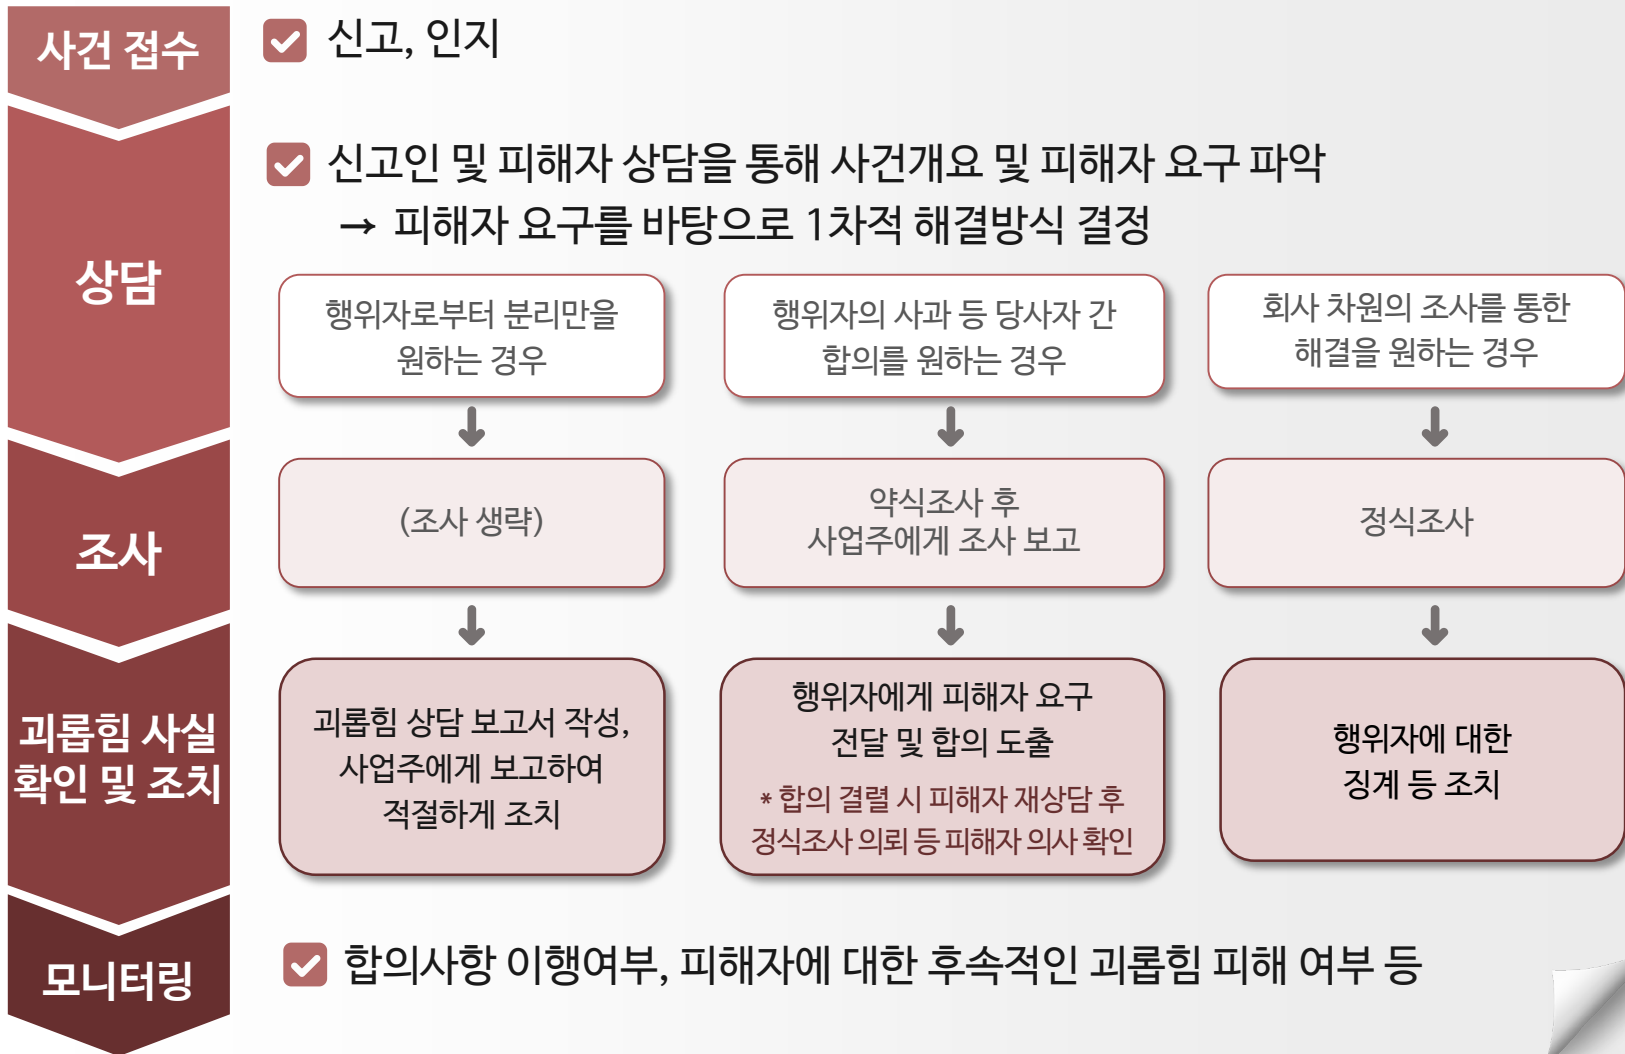 사건 접수
신고, 인지
상담
신고인 및 피해자 상담을 통해 사건개요 및 피해자 요구 파악
→ 피해자 요구를 바탕으로 1차적 해결방식 결정
행위자로부터 분리만을
원하는 경우
행위자의 사과 등 당사자 간
합의를 원하는 경우
회사 차원의 조사를 통한
해결을 원하는 경우
조사
(조사 생략)
약식조사 후
사업주에게 조사 보고
정식조사
괴롭힘 사실
확인 및 조치
괴롭힘 상담 보고서 작성,
사업주에게 보고하여
적절하게 조치
행위자에게 피해자 요구
전달 및 합의 도출
* 합의 결렬 시 피해자 재상담 후
정식조사 의뢰 등 피해자 의사 확인
행위자에 대한
징계 등 조치
모니터링
합의사항 이행여부, 피해자에 대한 후속적인 괴롭힘 피해 여부 등